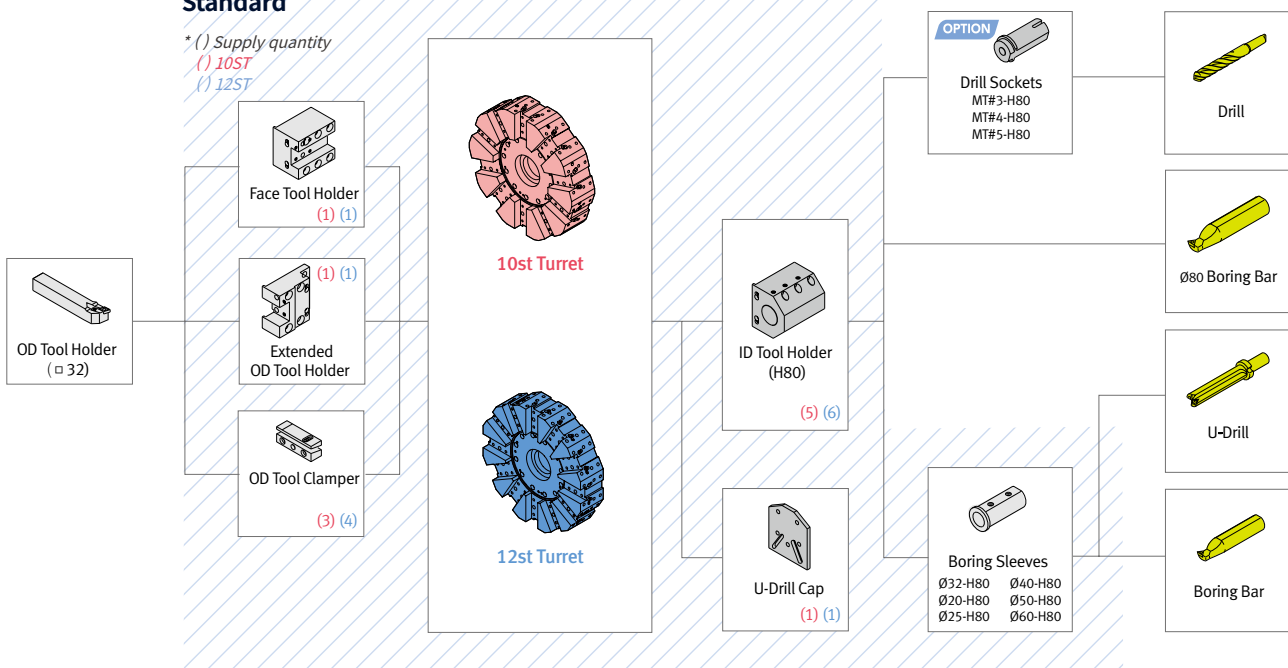 Standard
* ( ) Supply quantity
( ) 10ST
( ) 12ST
OD Tool Holder
(□ 32)
Face Tool Holder
(1) (1)
(1) (1)
Extended
OD Tool Holder
OD Tool Clamper
(3) (4)
10st Turret
12st Turret
ID Tool Holder
(H80)
(5) (6)
U-Drill Cap
(1) (1)
OPTION
Drill Sockets
MT#3-H80
MT#4-H80
MT#5-H80
Boring Sleeves
Ø32-H80 Ø40-H80
Ø20-H80 Ø50-H80
Ø25-H80 Ø60-H80
Drill
Ø80 Boring Bar
U-Drill
Boring Bar